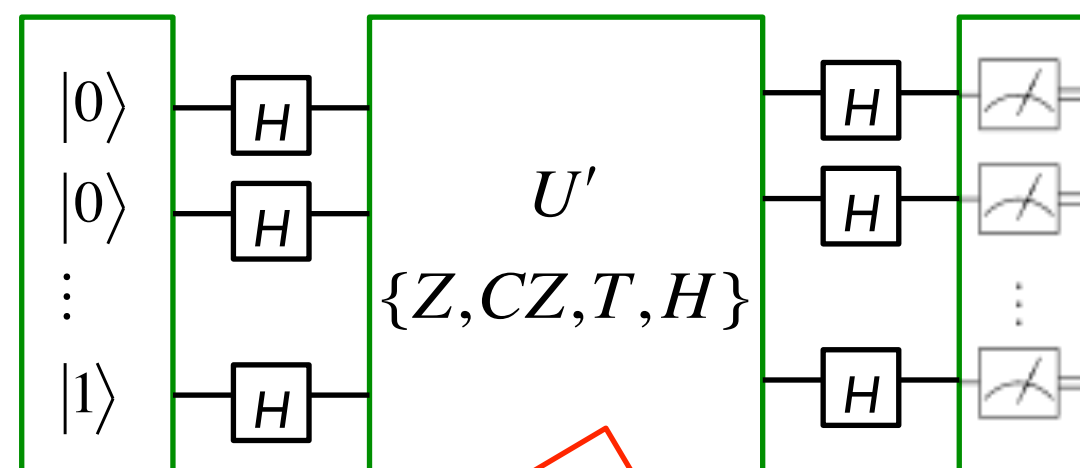 |0⟩ H H
|0⟩ H U′ H
⋮ {Z,CZ,T,H} ⋮
|1⟩ H H